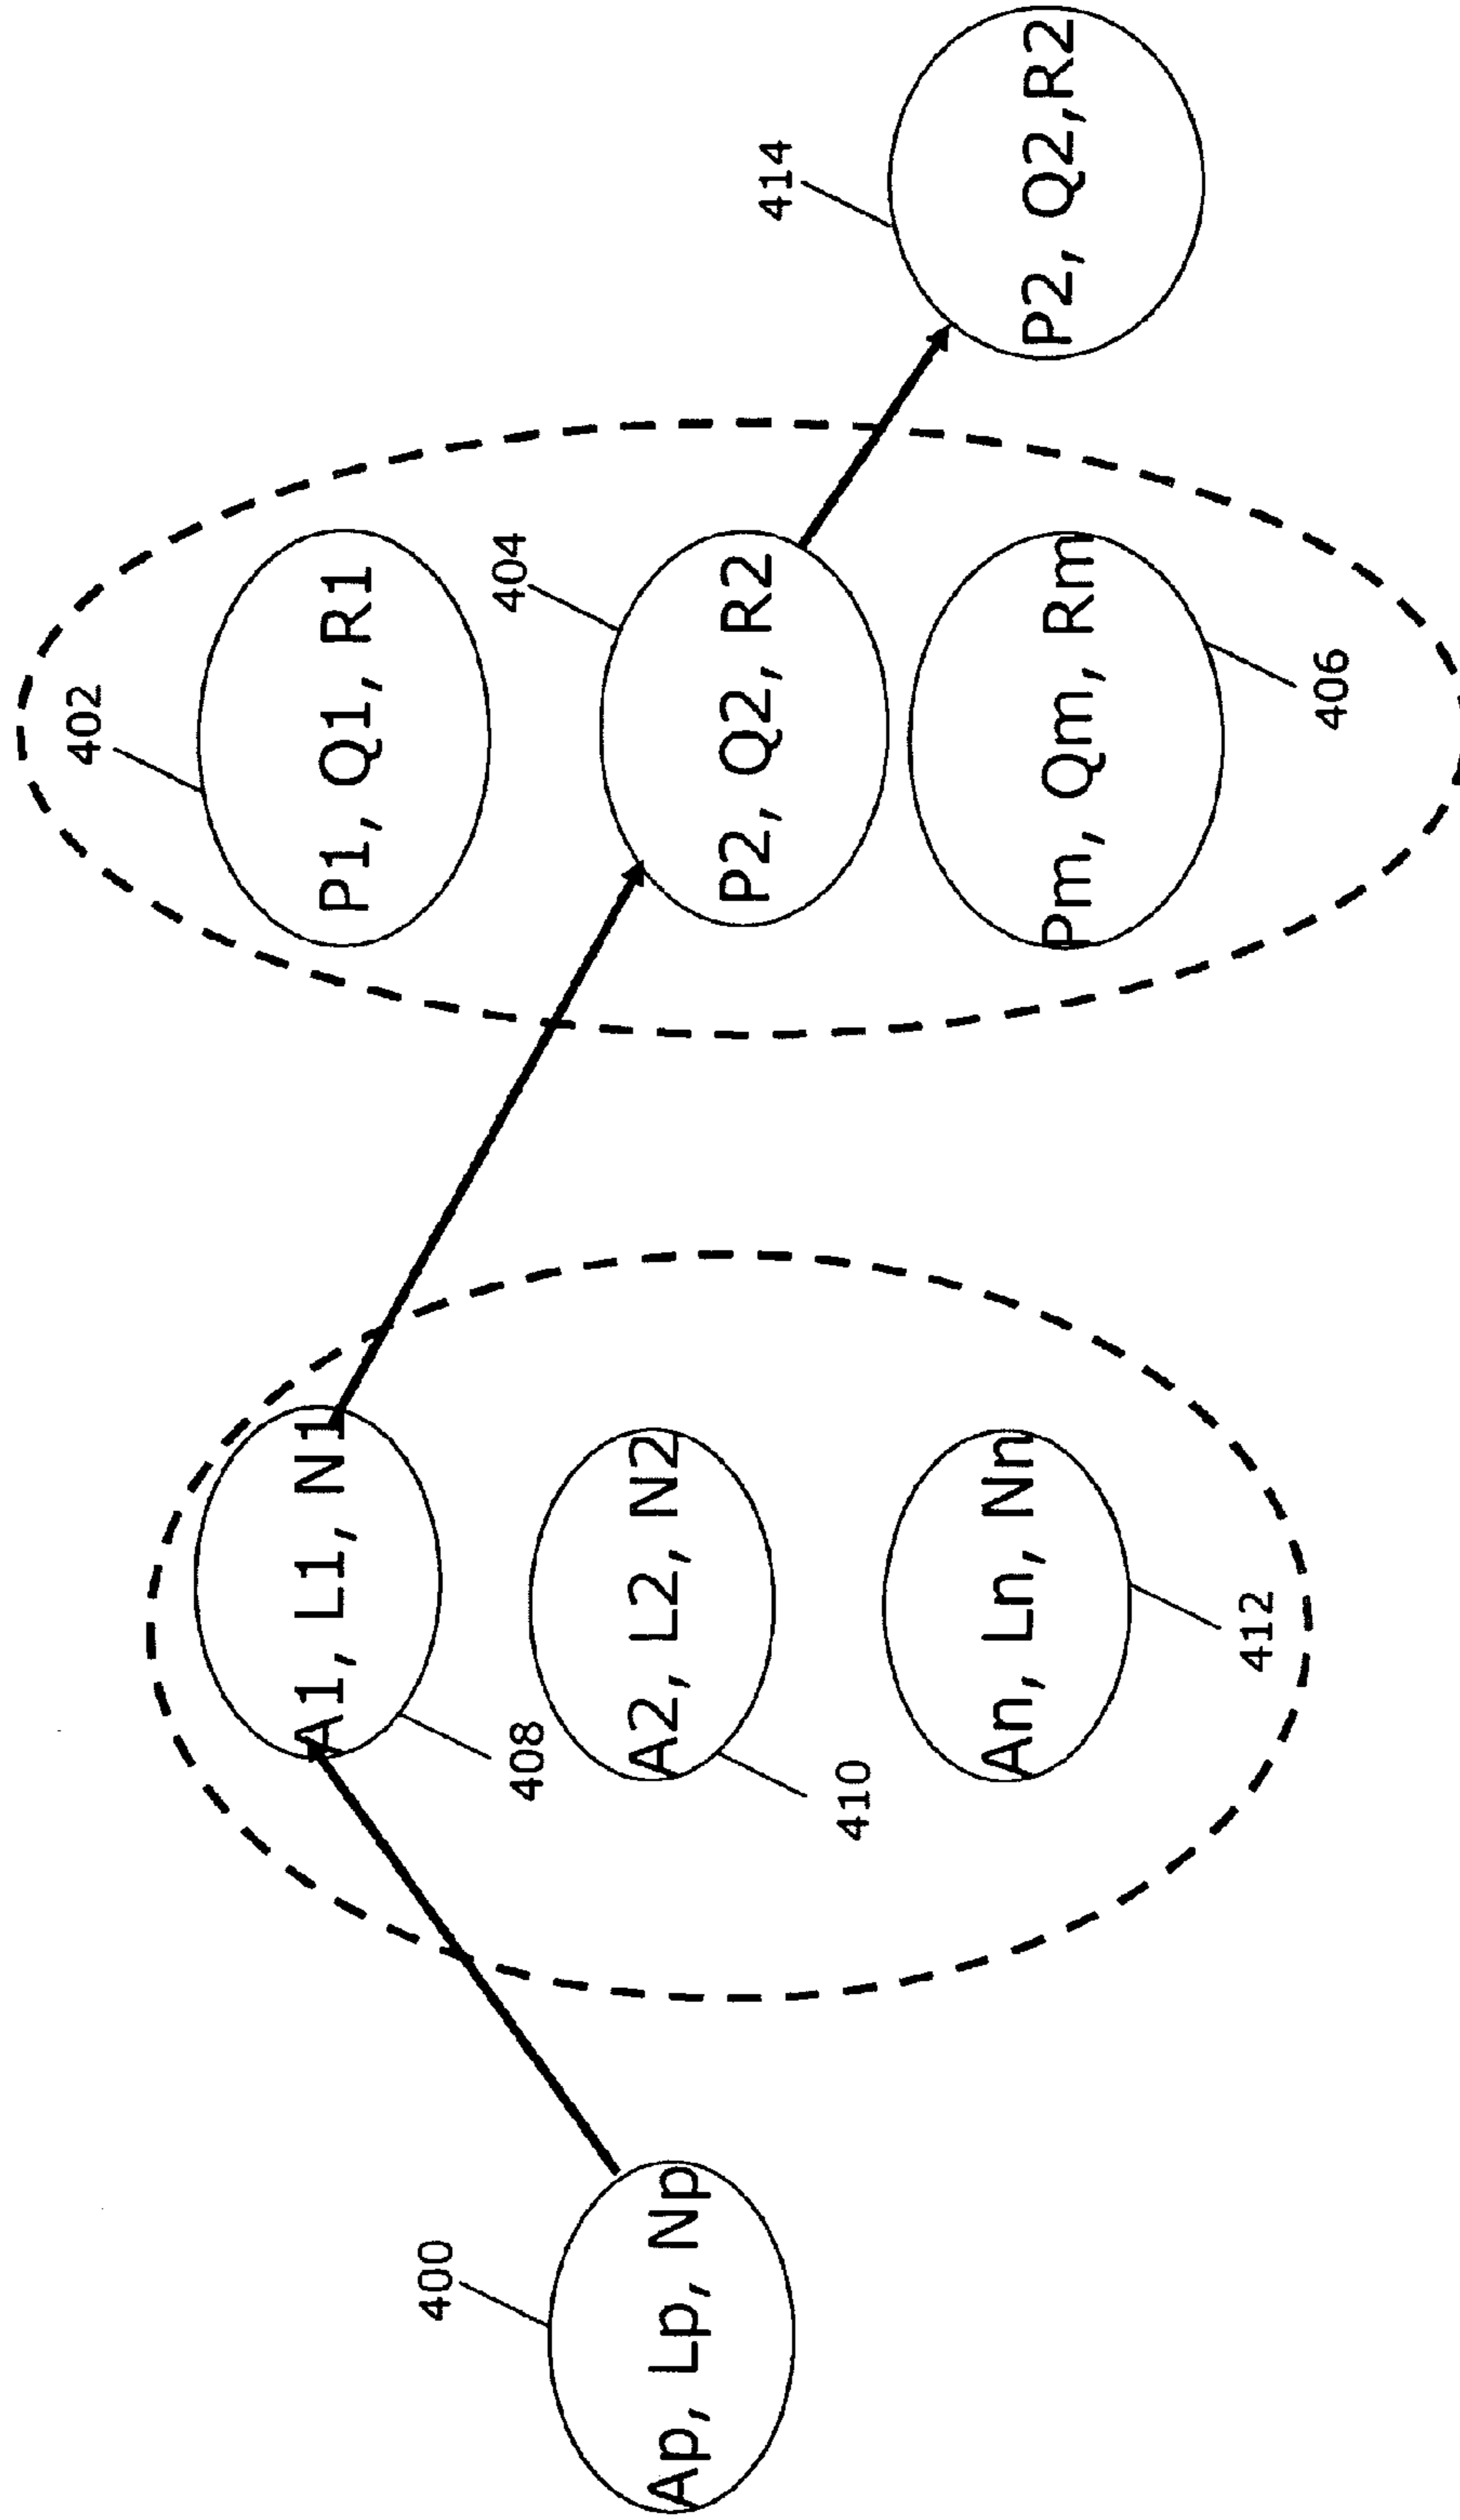 400
Ap, Lp, Np
A1, L1, N1
408
A2, L2, N2
410
An, Ln, Nn
412
402
P1, Q1, R1
404
P2, Q2, R2
Pm, Qm, Rm
406
414
P2, Q2,R2